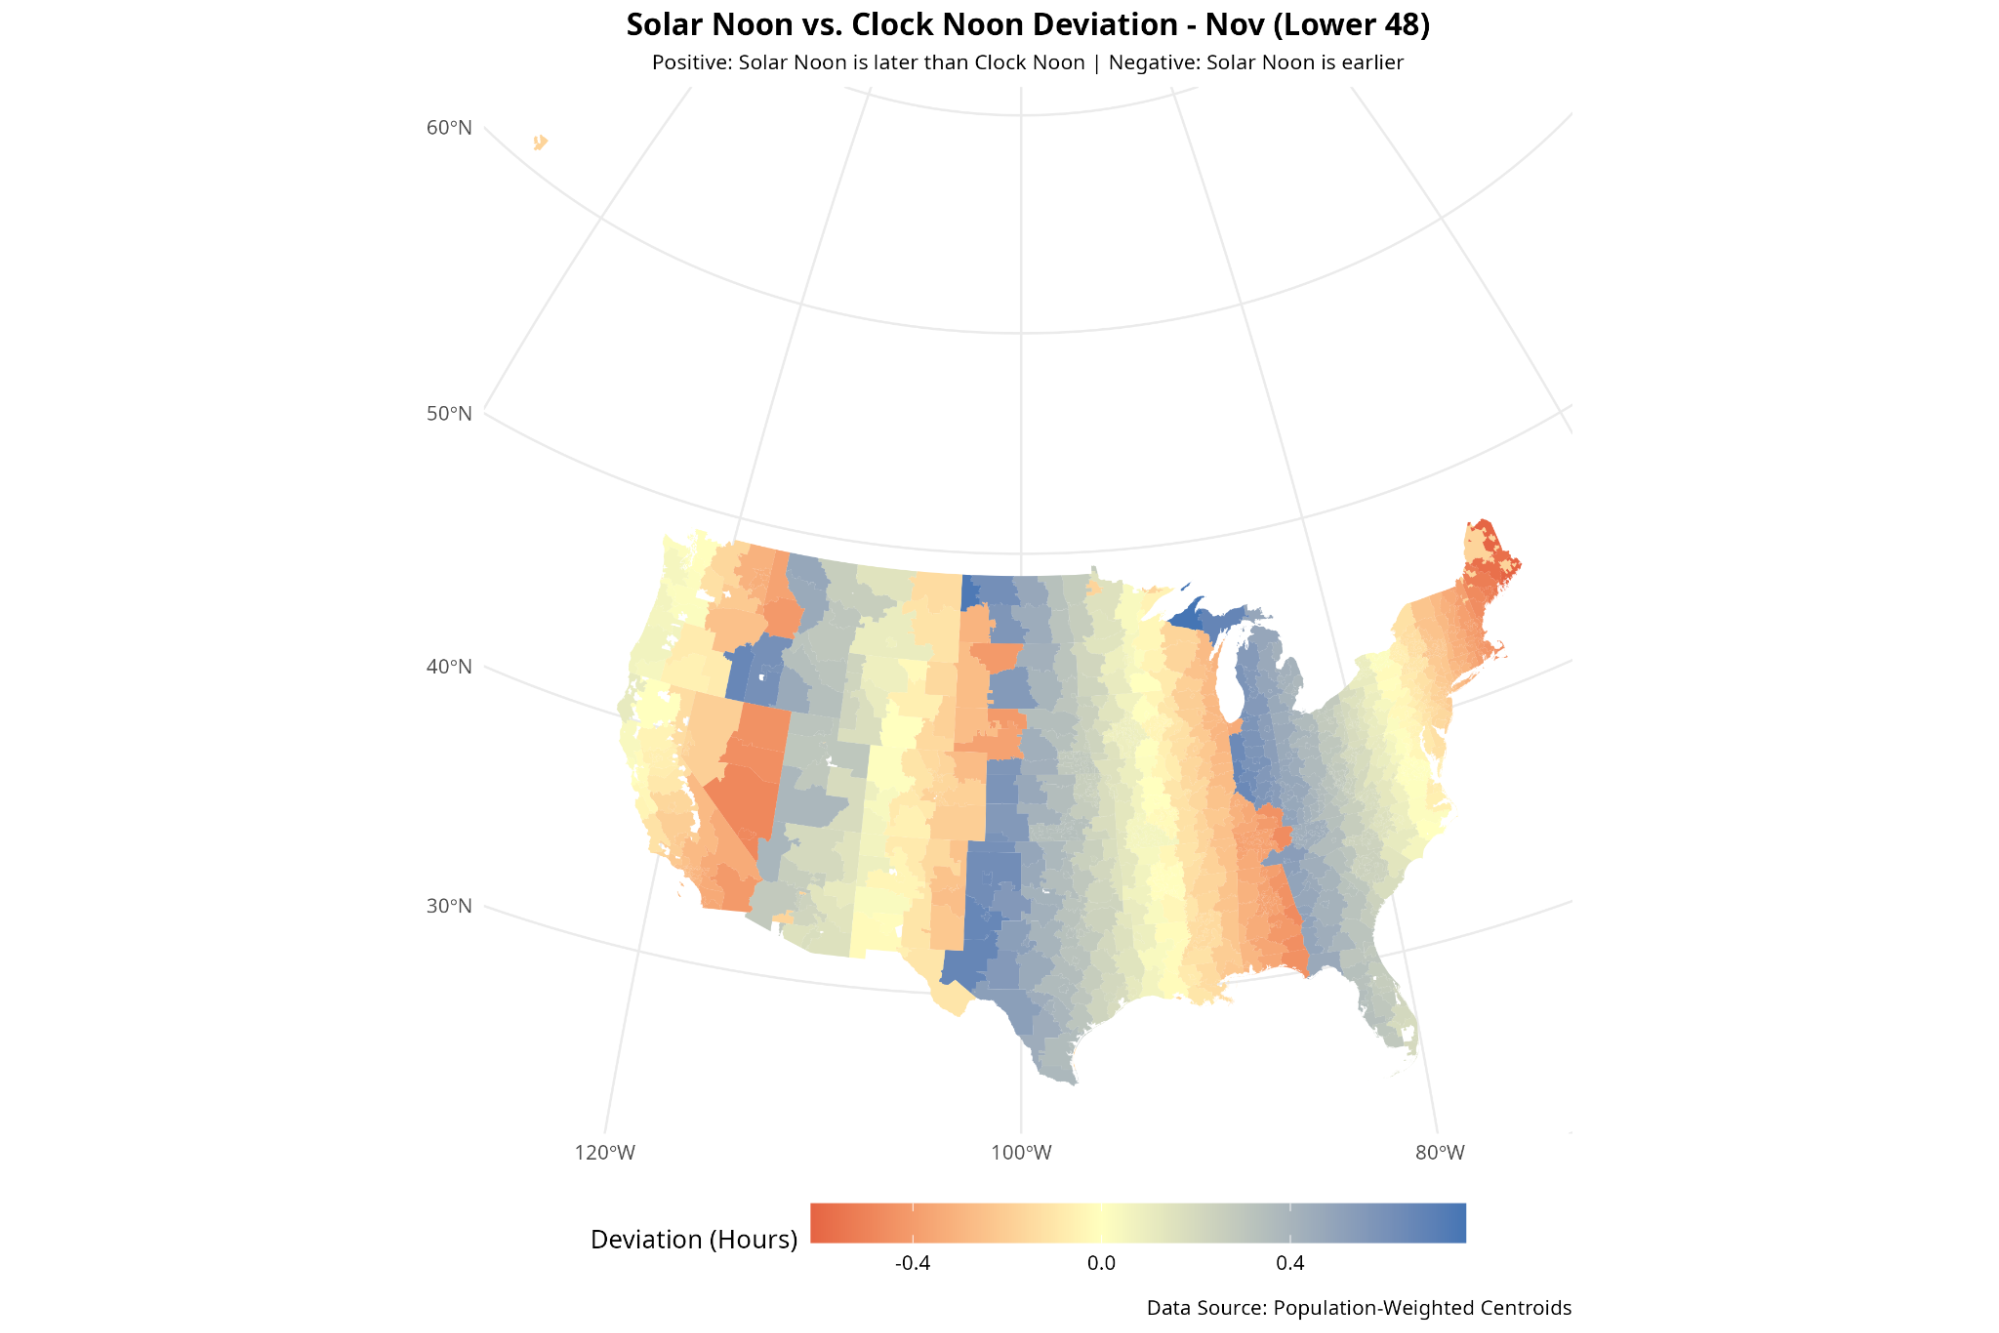 Solar Noon vs. Clock Noon Deviation - Nov (Lower 48)
Positive: Solar Noon is later than Clock Noon | Negative: Solar Noon is earlier
60°N
50°N
40°N
30°N
120°W
100°W
80°W
Deviation (Hours)
-0.4
0.0
0.4
Data Source: Population-Weighted Centroids